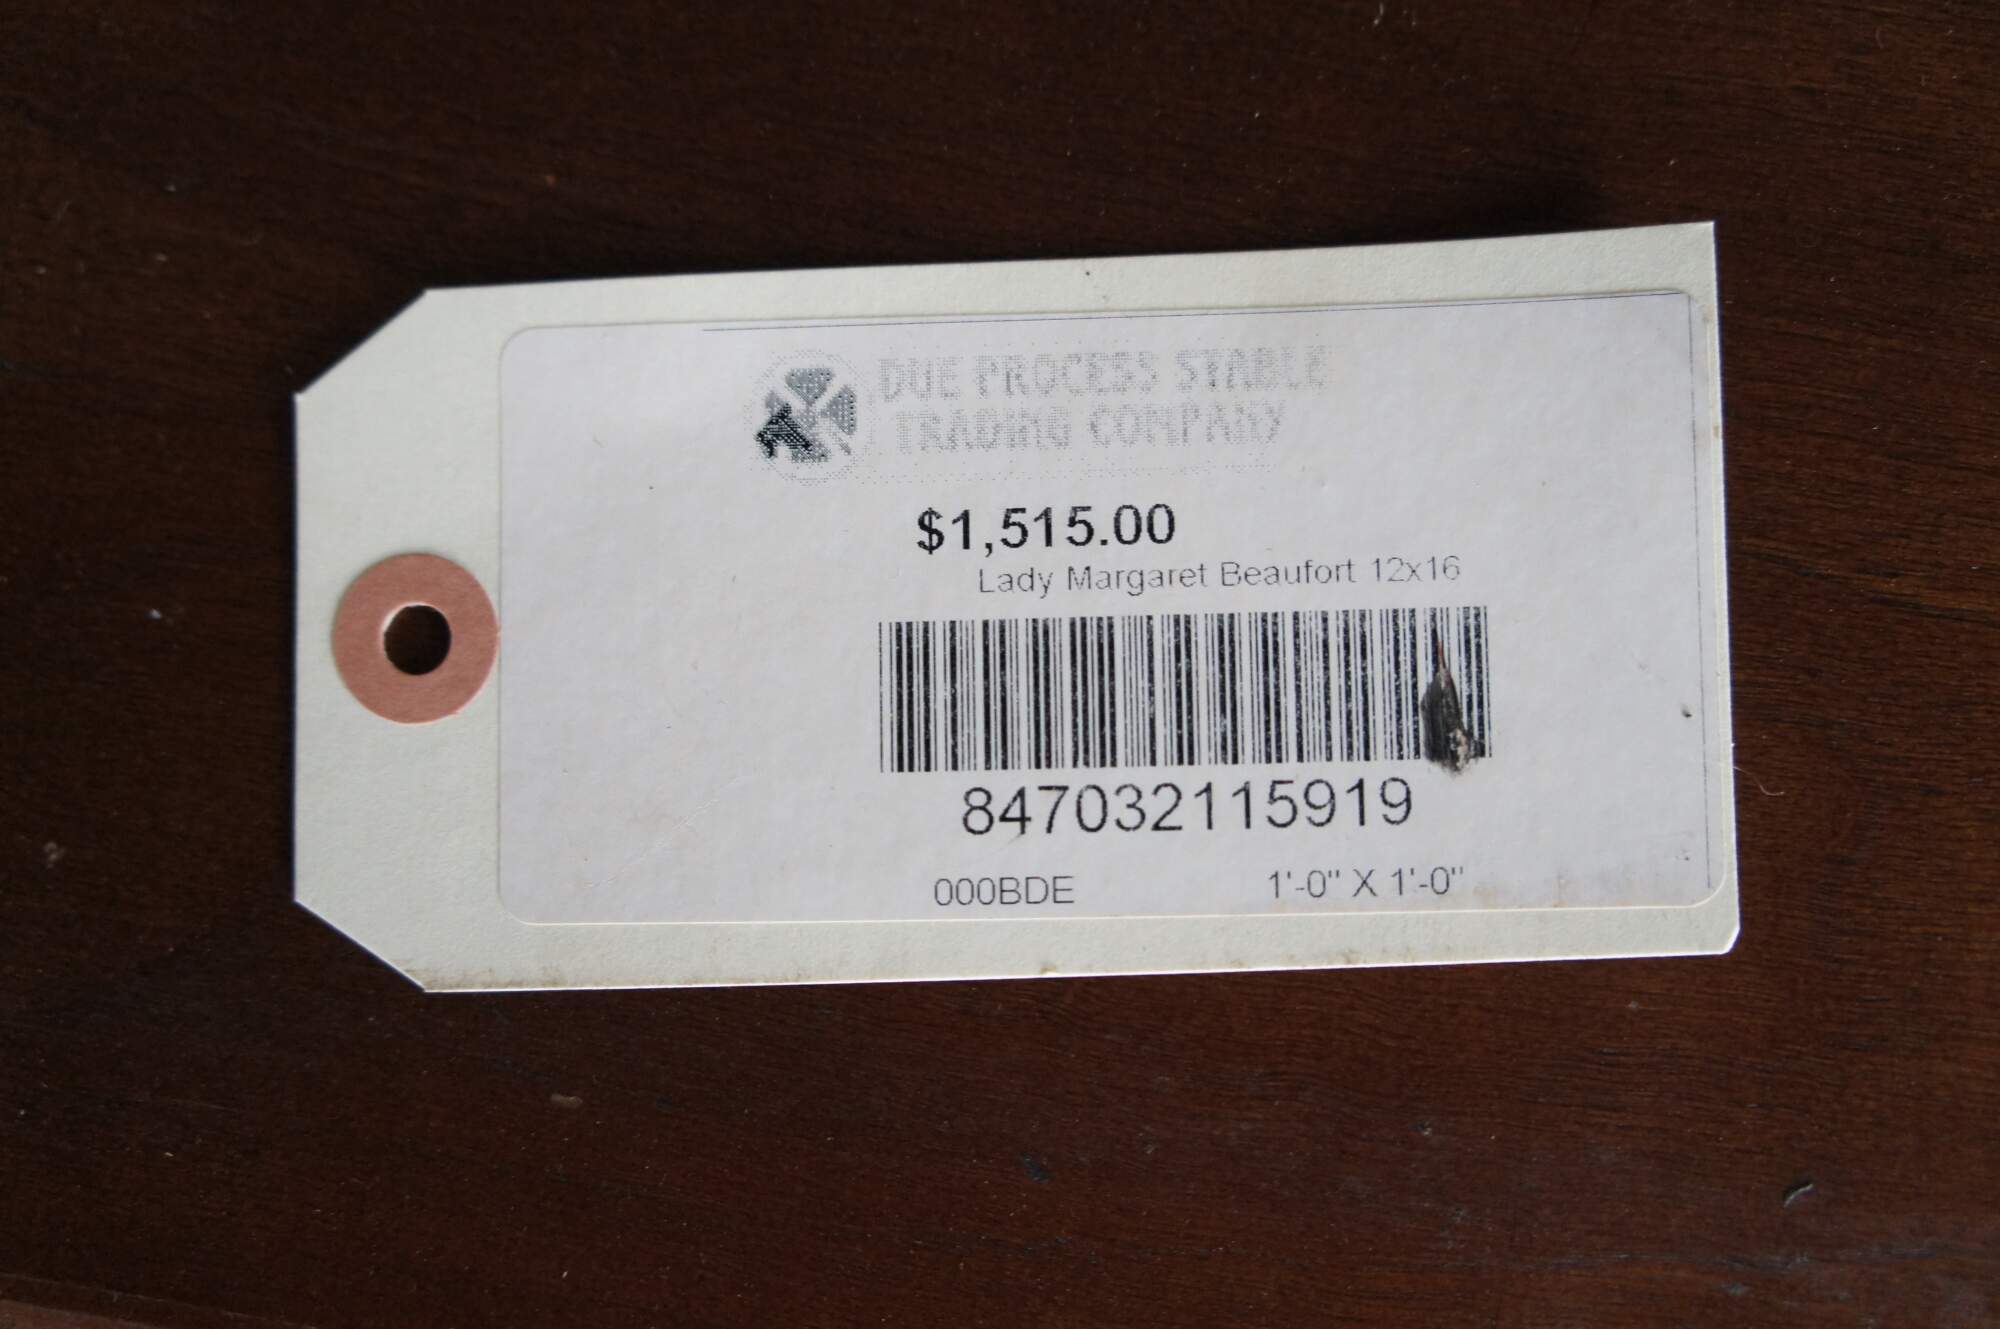 DUE PROCESS STABLE
TRADING COMPANY
$1,515.00
Lady Margaret Beaufort 12x16
847032115919
000BDE 1'-0" X 1'-0"